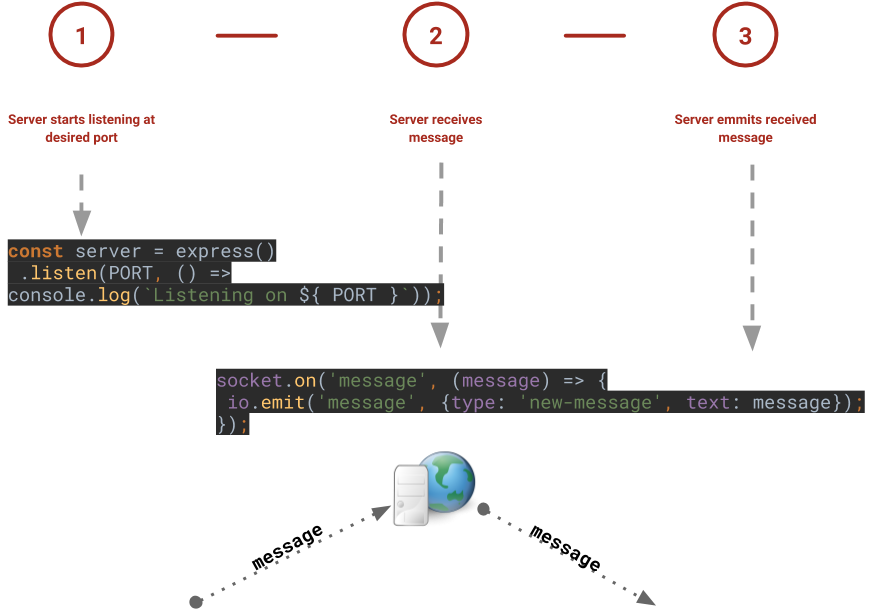 1
2
3
Server starts listening at
desired port
Server receives
message
Server emmits received
message
const server = express()
 .listen(PORT, () =>
console.log(`Listening on ${ PORT }`));
socket.on('message', (message) => {
 io.emit('message', {type: 'new-message', text: message});
});
message
message